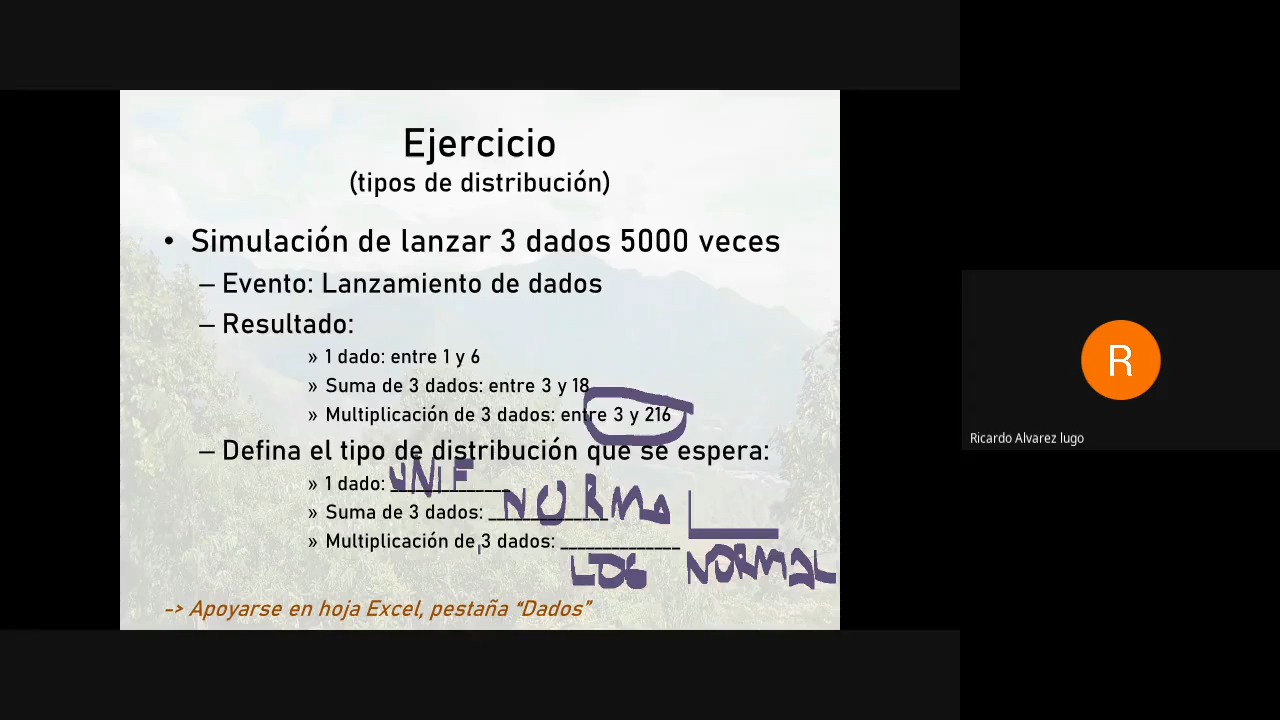 Ejercicio
(tipos de distribución)
• Simulación de lanzar 3 dados 5000 veces
– Evento: Lanzamiento de dados
– Resultado:
» 1 dado: entre 1 y 6
» Suma de 3 dados: entre 3 y 18
» Multiplicación de 3 dados: entre 3 y 216
– Defina el tipo de distribución que se espera:
» 1 dado: UNIF
» Suma de 3 dados: NORMAL
» Multiplicación de 3 dados: ______________
LOG NORMAL
-> Apoyarse en hoja Excel, pestaña “Dados”
R
Ricardo Alvarez lugo